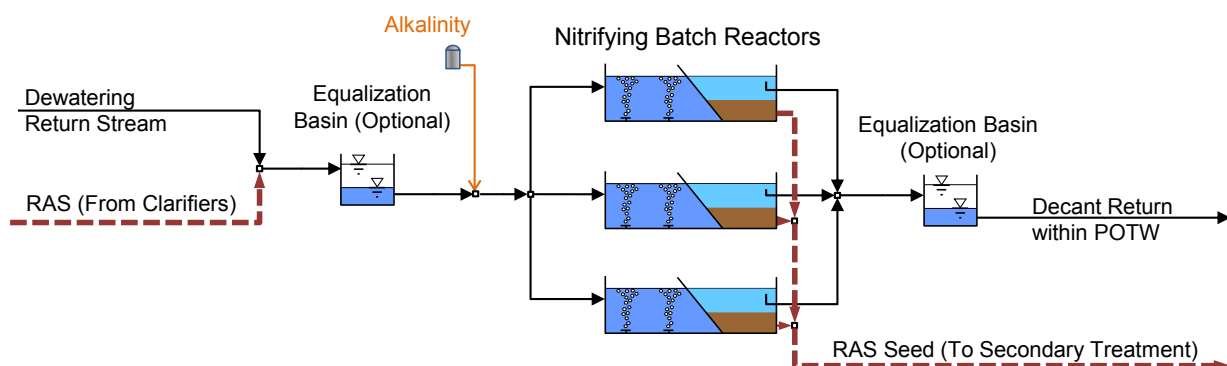 Alkalinity
Nitrifying Batch Reactors
Dewatering
Return Stream
Equalization
Basin (Optional)
RAS (From Clarifiers)
Equalization Basin
(Optional)
Decant Return
within POTW
RAS Seed (To Secondary Treatment)